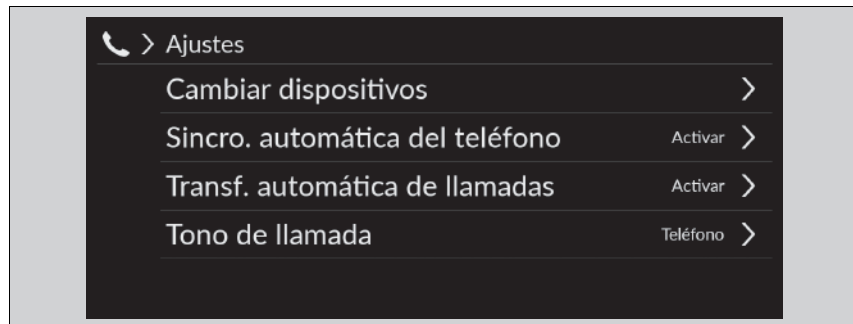 Ajustes
Cambiar dispositivos
Sincro. automática del teléfono Activar
Transf. automática de llamadas Activar
Tono de llamada Teléfono